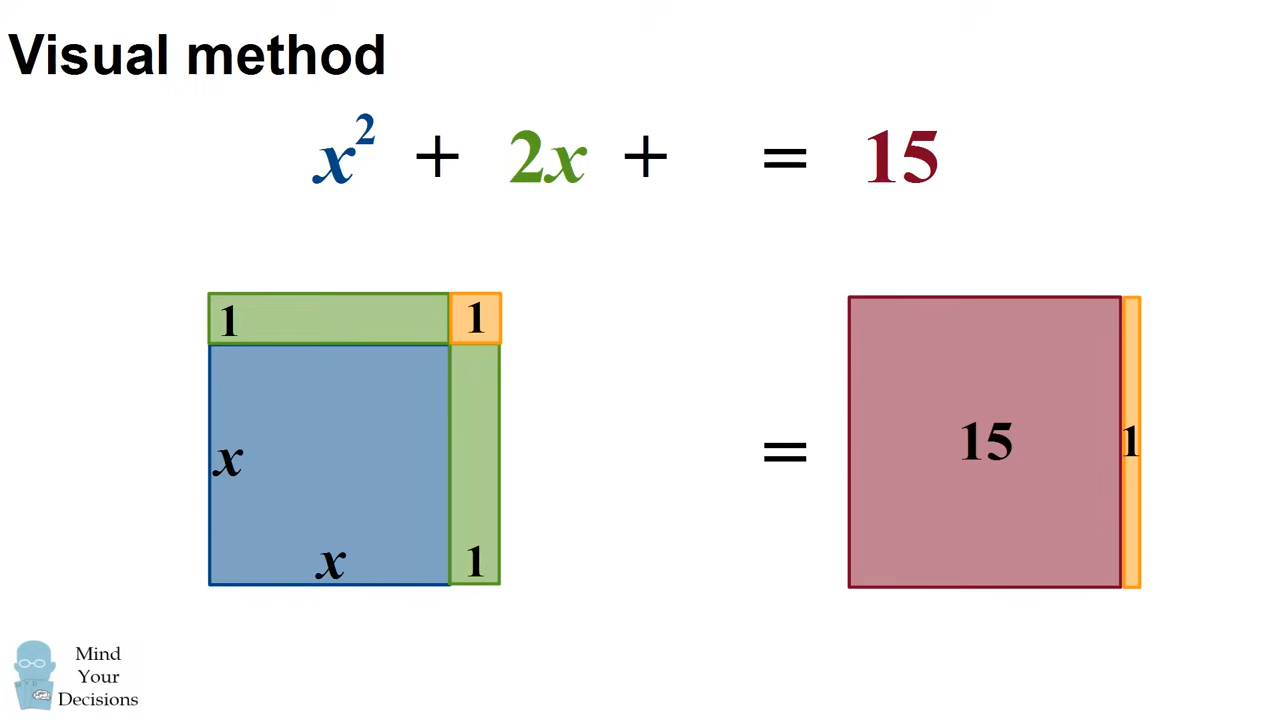 Visual method
x² + 2x + = 15
1 1
x
x 1
= 15 1
Mind
Your
Decisions